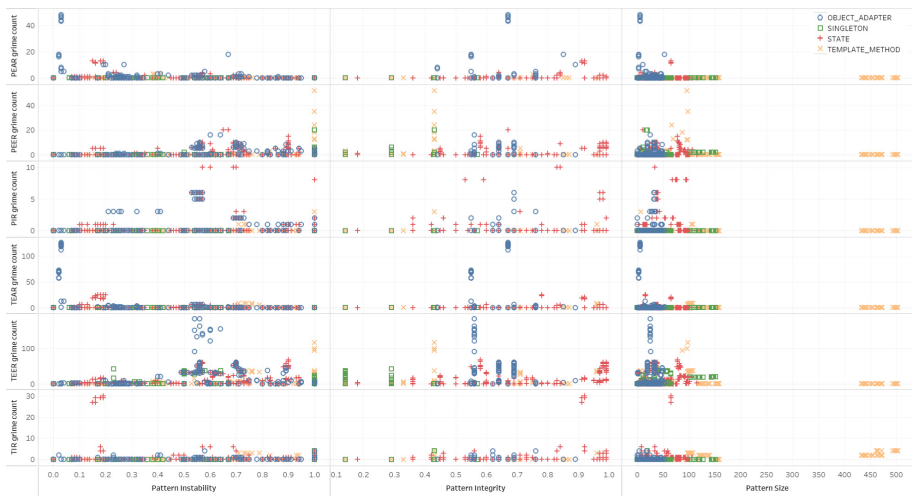 OBJECT_ADAPTER
SINGLETON
STATE
TEMPLATE_METHOD
PEAR grime count
40
20
0
PEER grime count
60
40
20
0
PIR grime count
10
5
0
TEAR grime count
100
50
0
TEER grime count
100
0
TIR grime count
30
20
10
0
0.0 0.1 0.2 0.3 0.4 0.5 0.6 0.7 0.8 0.9 1.0
0.1 0.2 0.3 0.4 0.5 0.6 0.7 0.8 0.9 1.0
0 50 100 150 200 250 300 350 400 450 500
Pattern Instability Pattern Integrity Pattern Size